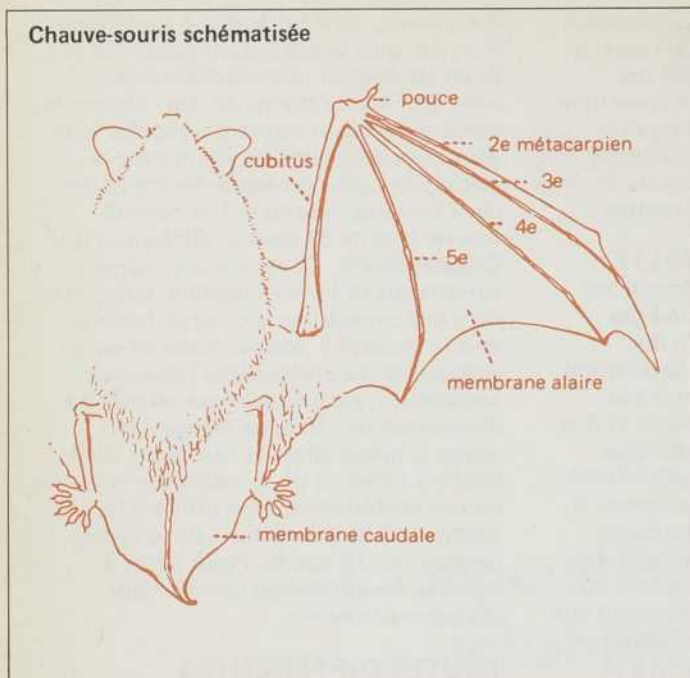 Chauve-souris schématisée
pouce
2e métacarpien
cubitus
3e
4e
5e
membrane alaire
membrane caudale